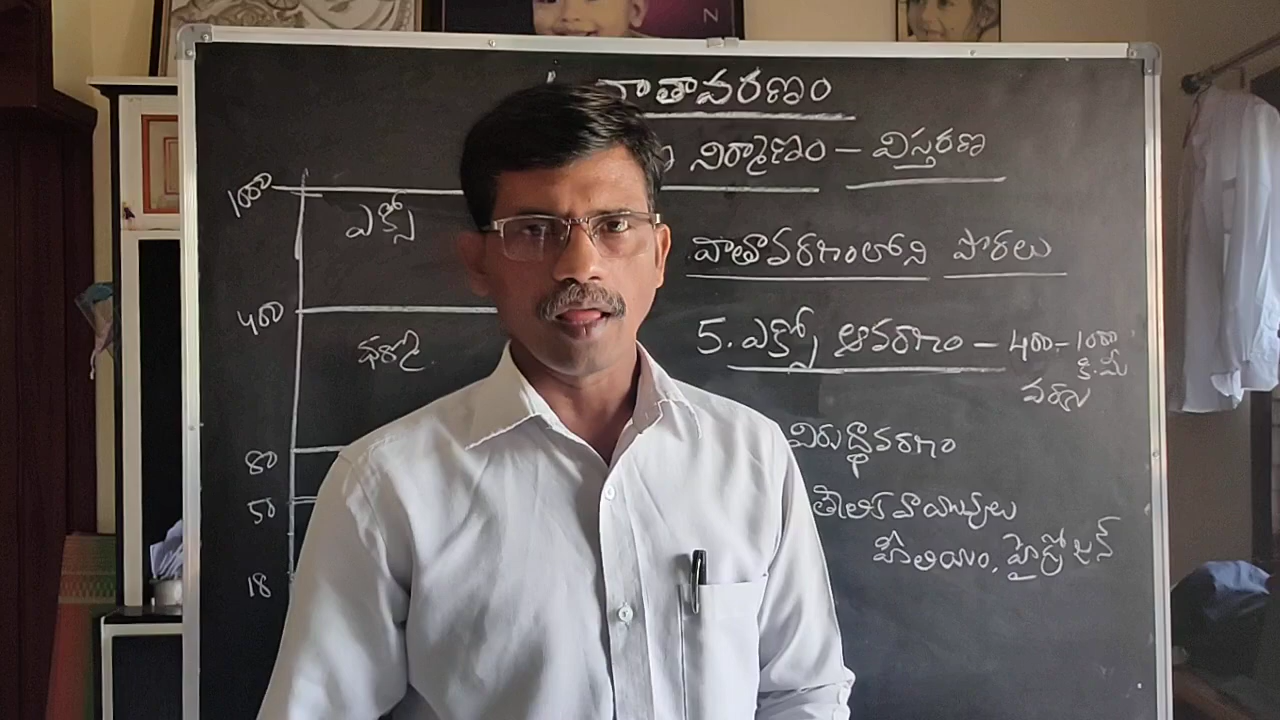 వాతావరణం
నిర్మాణం - విస్తరణ
వాతావరణంలోని పొరలు
1000
ఎక్సో
400
థర్మో
80
50
18
5. ఎక్సో ఆవరణం - 400 - 1000
కి.మీ
వరకు
విరుద్ధావరణం
తేలిక వాయువులు
హీలియం, హైడ్రోజన్